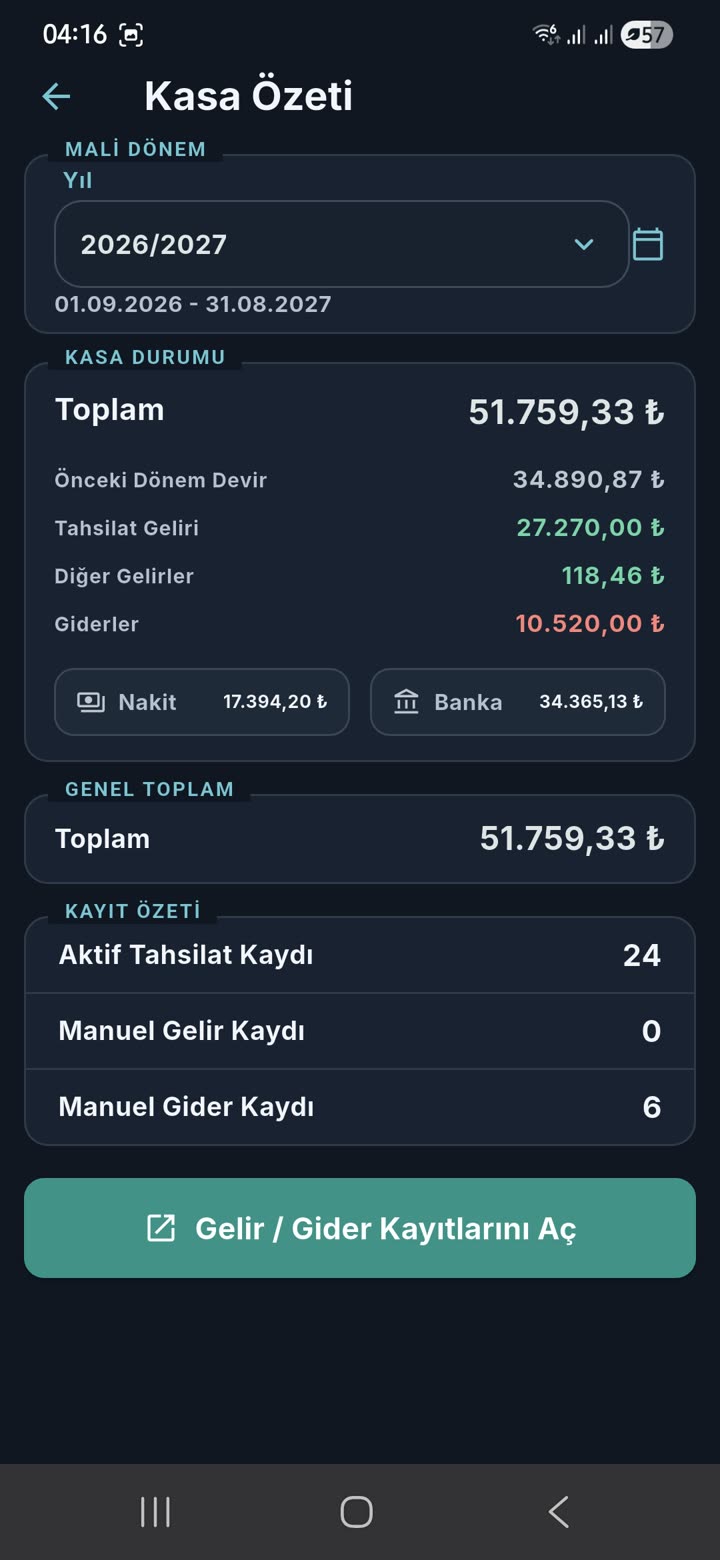 04:16
57
Kasa Özeti
MALİ DÖNEM
Yıl
2026/2027
01.09.2026 - 31.08.2027
KASA DURUMU
Toplam 51.759,33 ₺
Önceki Dönem Devir 34.890,87 ₺
Tahsilat Geliri 27.270,00 ₺
Diğer Gelirler 118,46 ₺
Giderler 10.520,00 ₺
Nakit 17.394,20 ₺ Banka 34.365,13 ₺
GENEL TOPLAM
Toplam 51.759,33 ₺
KAYIT ÖZETİ
Aktif Tahsilat Kaydı 24
Manuel Gelir Kaydı 0
Manuel Gider Kaydı 6
Gelir / Gider Kayıtlarını Aç